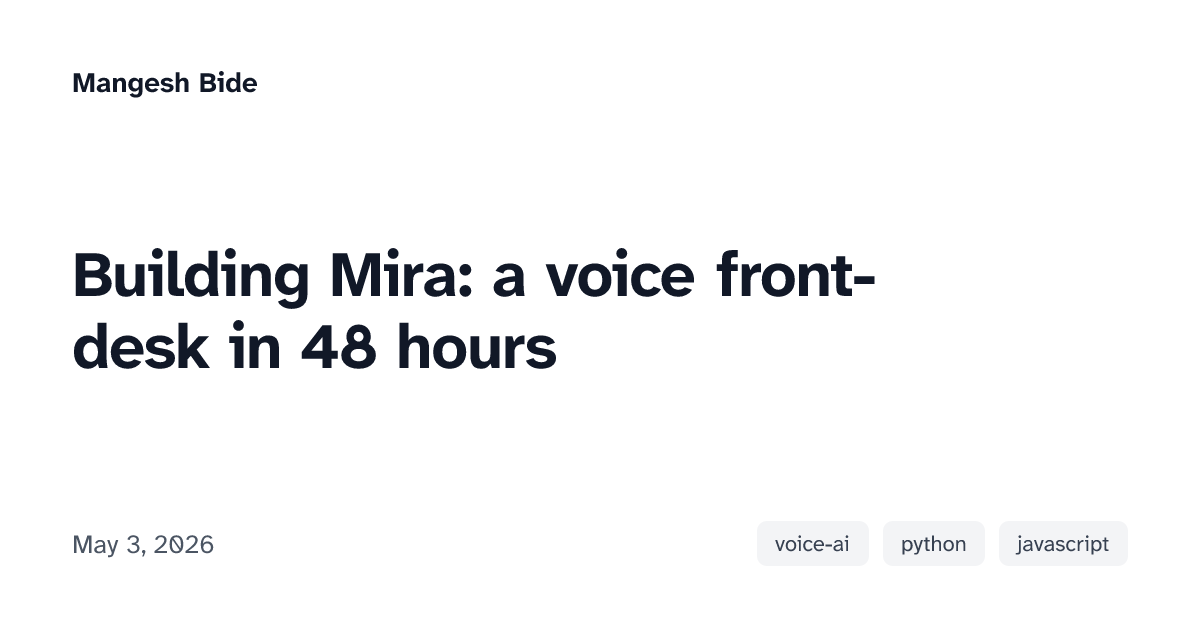 Mangesh Bide
Building Mira: a voice front-
desk in 48 hours
May 3, 2026
voice-ai
python
javascript